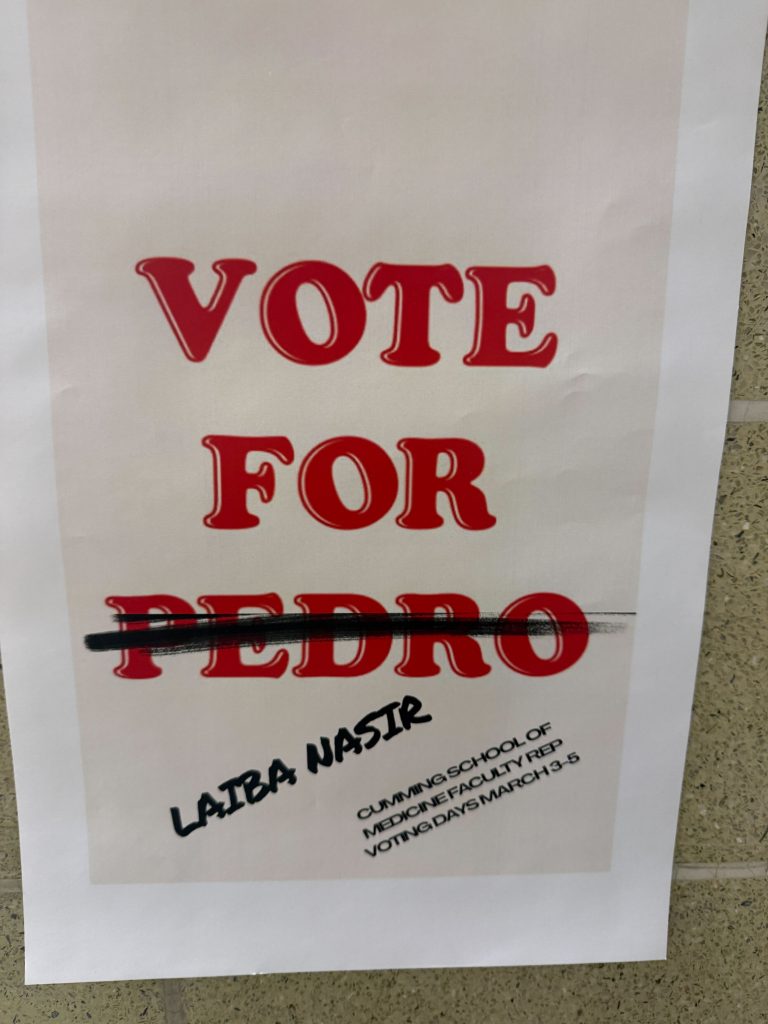 VOTE
FOR
PEDRO
LAIBA NASIR
CUMMING SCHOOL OF
MEDICINE FACULTY REP
VOTING DAYS MARCH 3-5